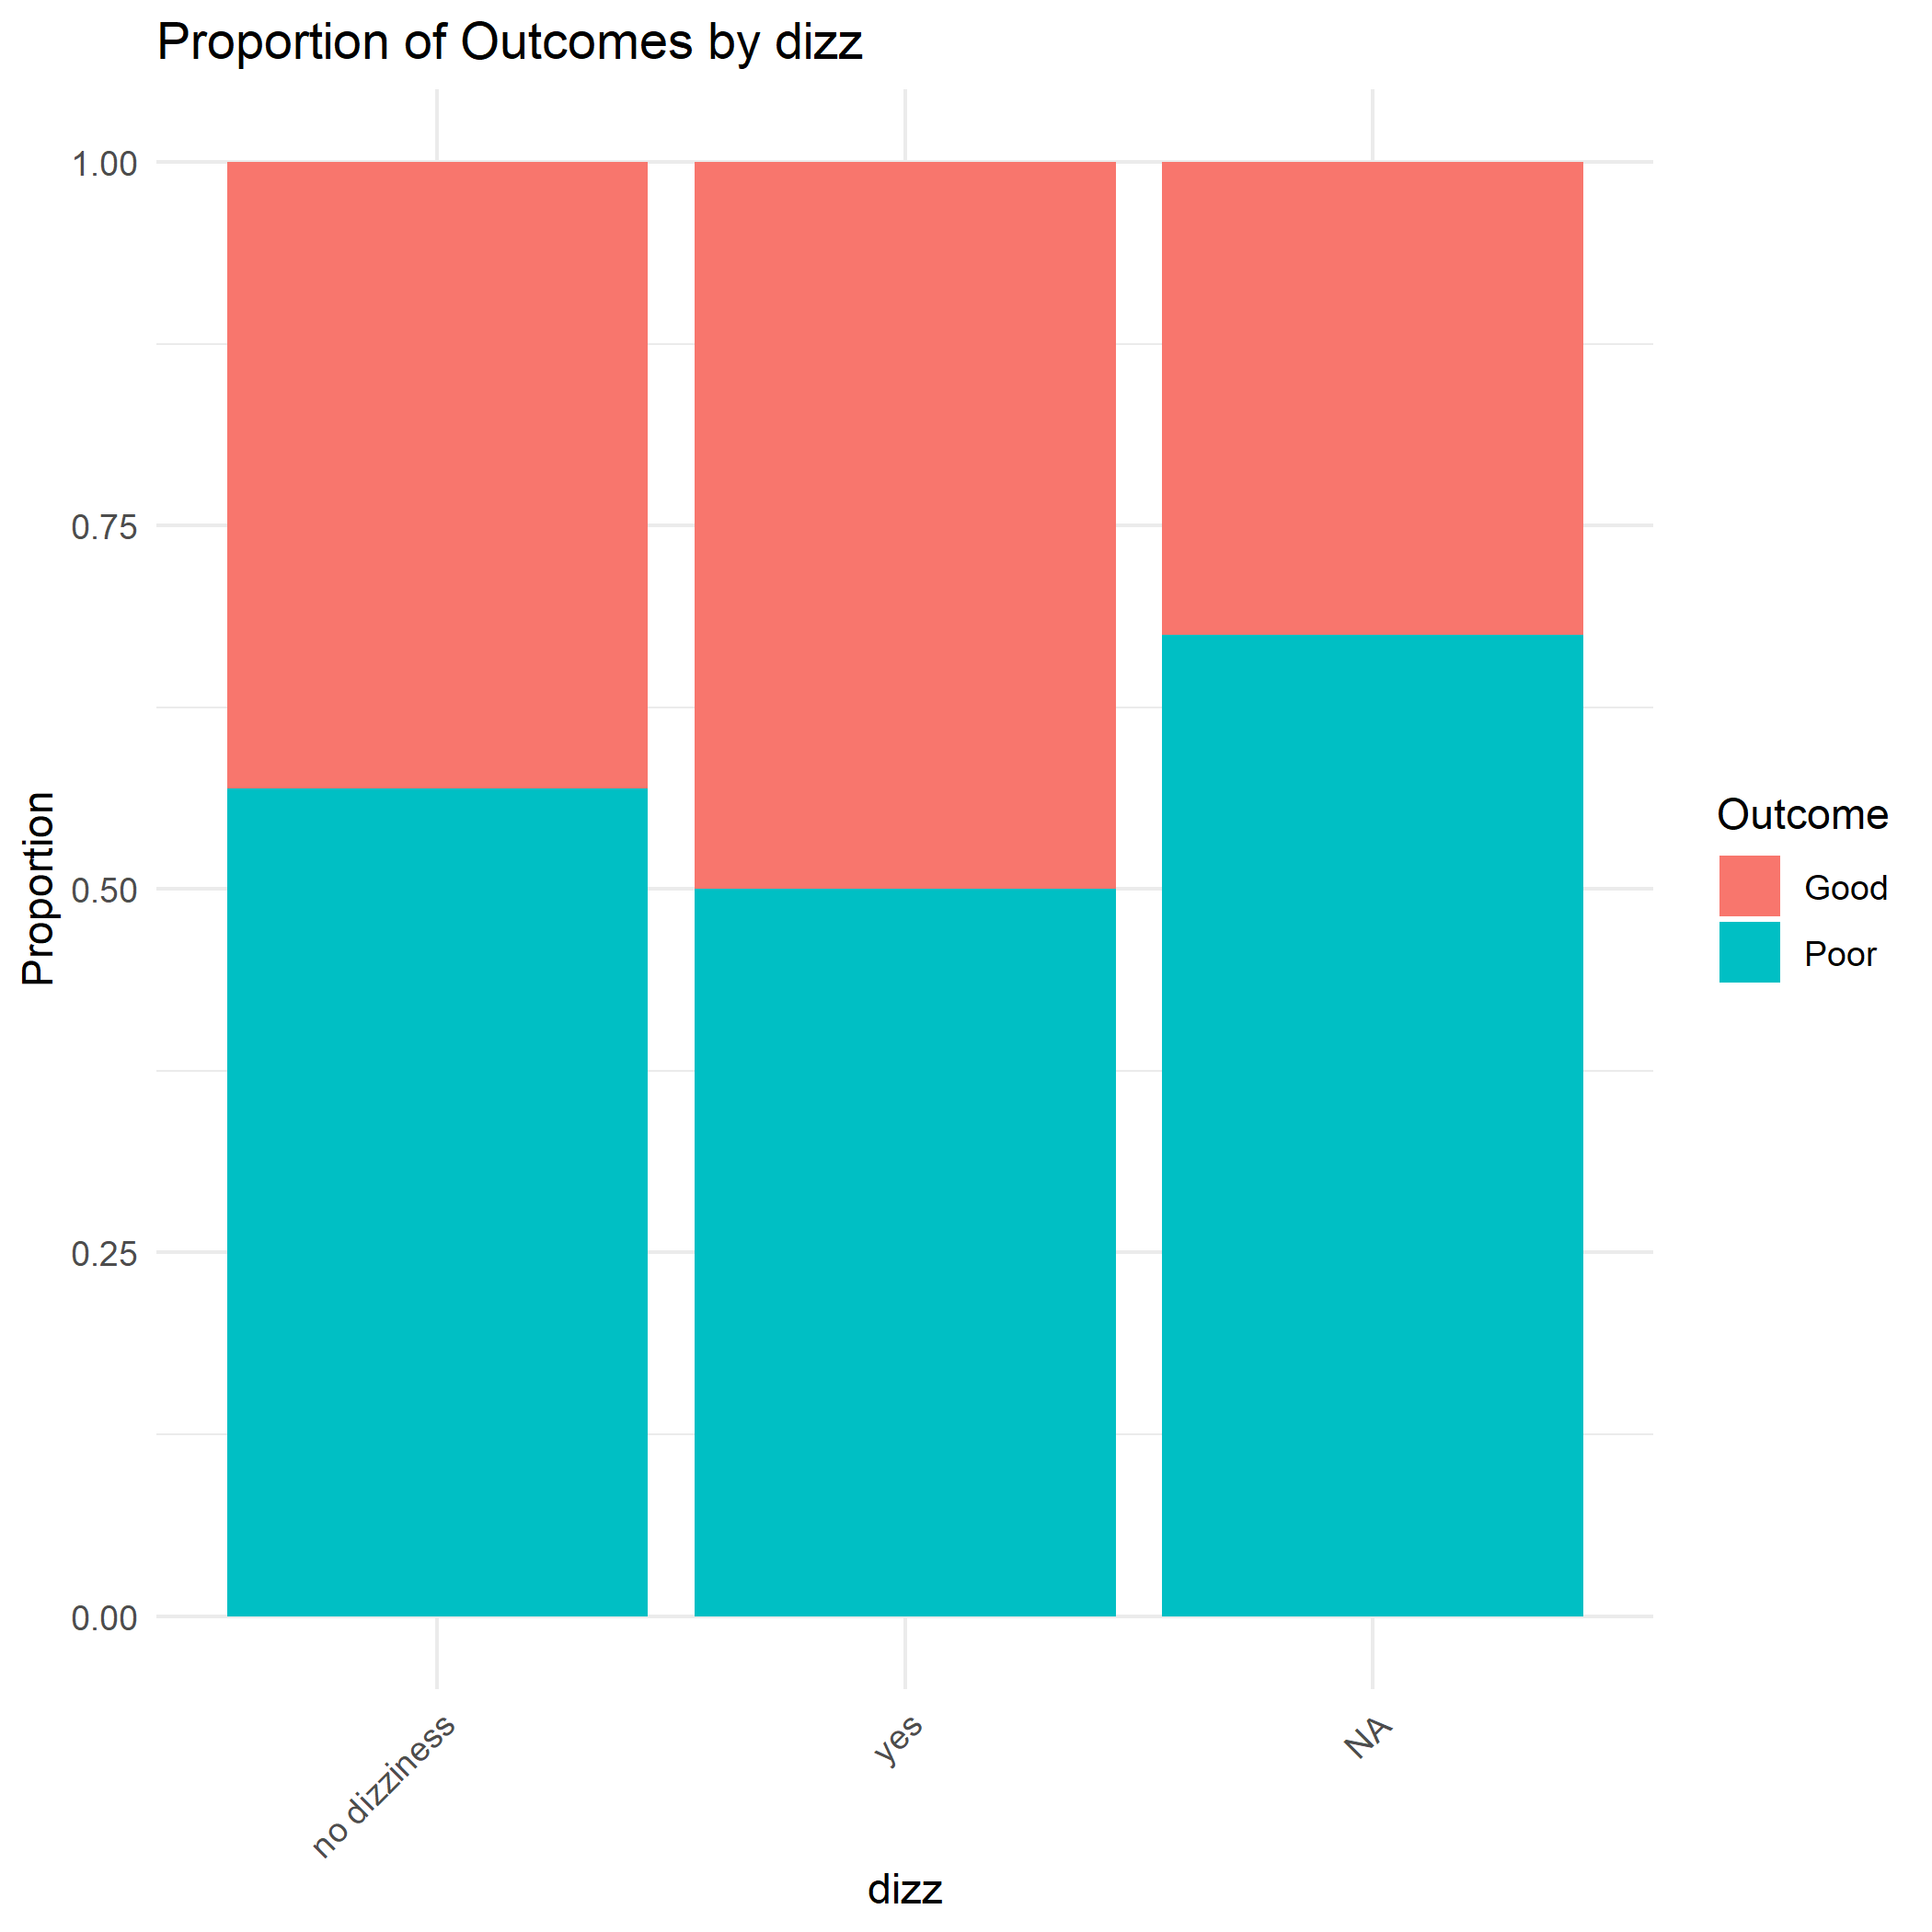 Proportion of Outcomes by dizz
1.00
0.75
0.50
0.25
0.00
Proportion
no dizziness
yes
NA
dizz
Outcome
Good
Poor